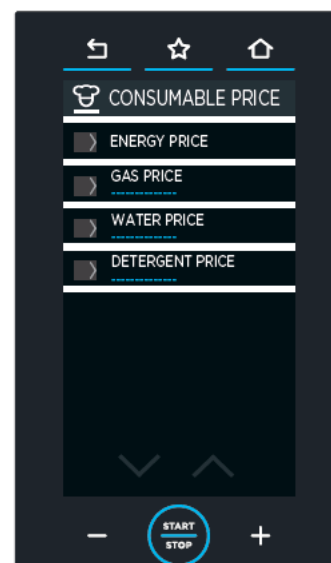 CONSUMABLE PRICE
ENERGY PRICE
GAS PRICE
------------
WATER PRICE
------------
DETERGENT PRICE
------------
START
STOP
− +